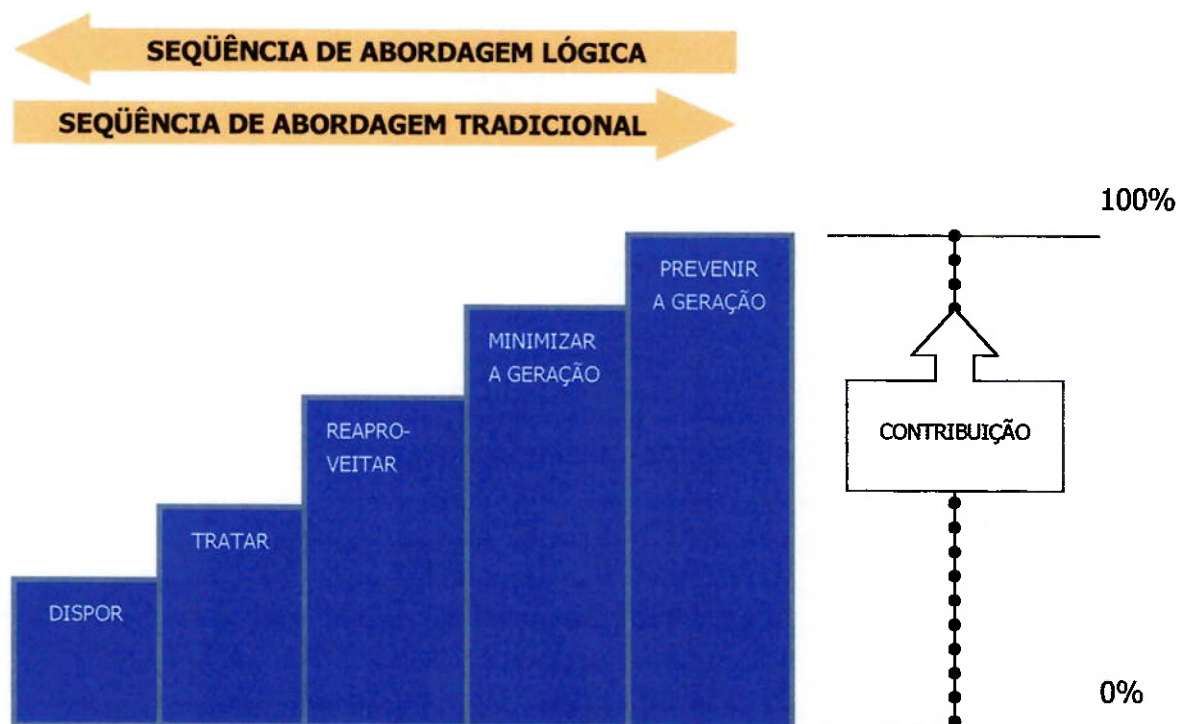 SEQÜÊNCIA DE ABORDAGEM LÓGICA
SEQÜÊNCIA DE ABORDAGEM TRADICIONAL
100%
PREVENIR
A GERAÇÃO
MINIMIZAR
A GERAÇÃO
REAPRO-
VEITAR
CONTRIBUIÇÃO
TRATAR
DISPOR
0%